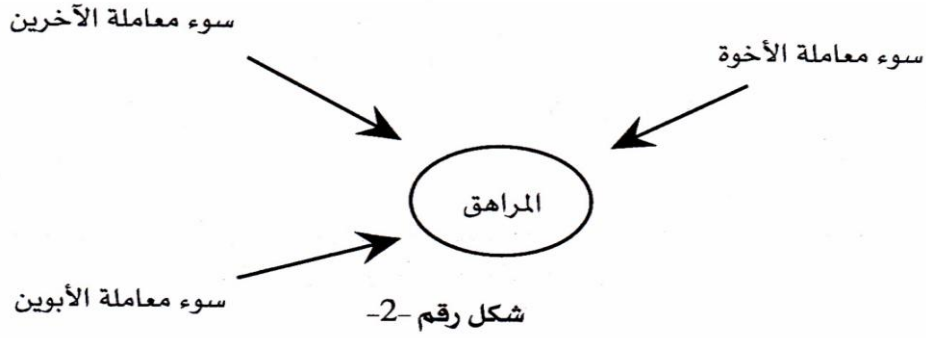 سوء معاملة الآخرين
سوء معاملة الأخوة
المراهق
سوء معاملة الأبوين
شكل رقم -2-